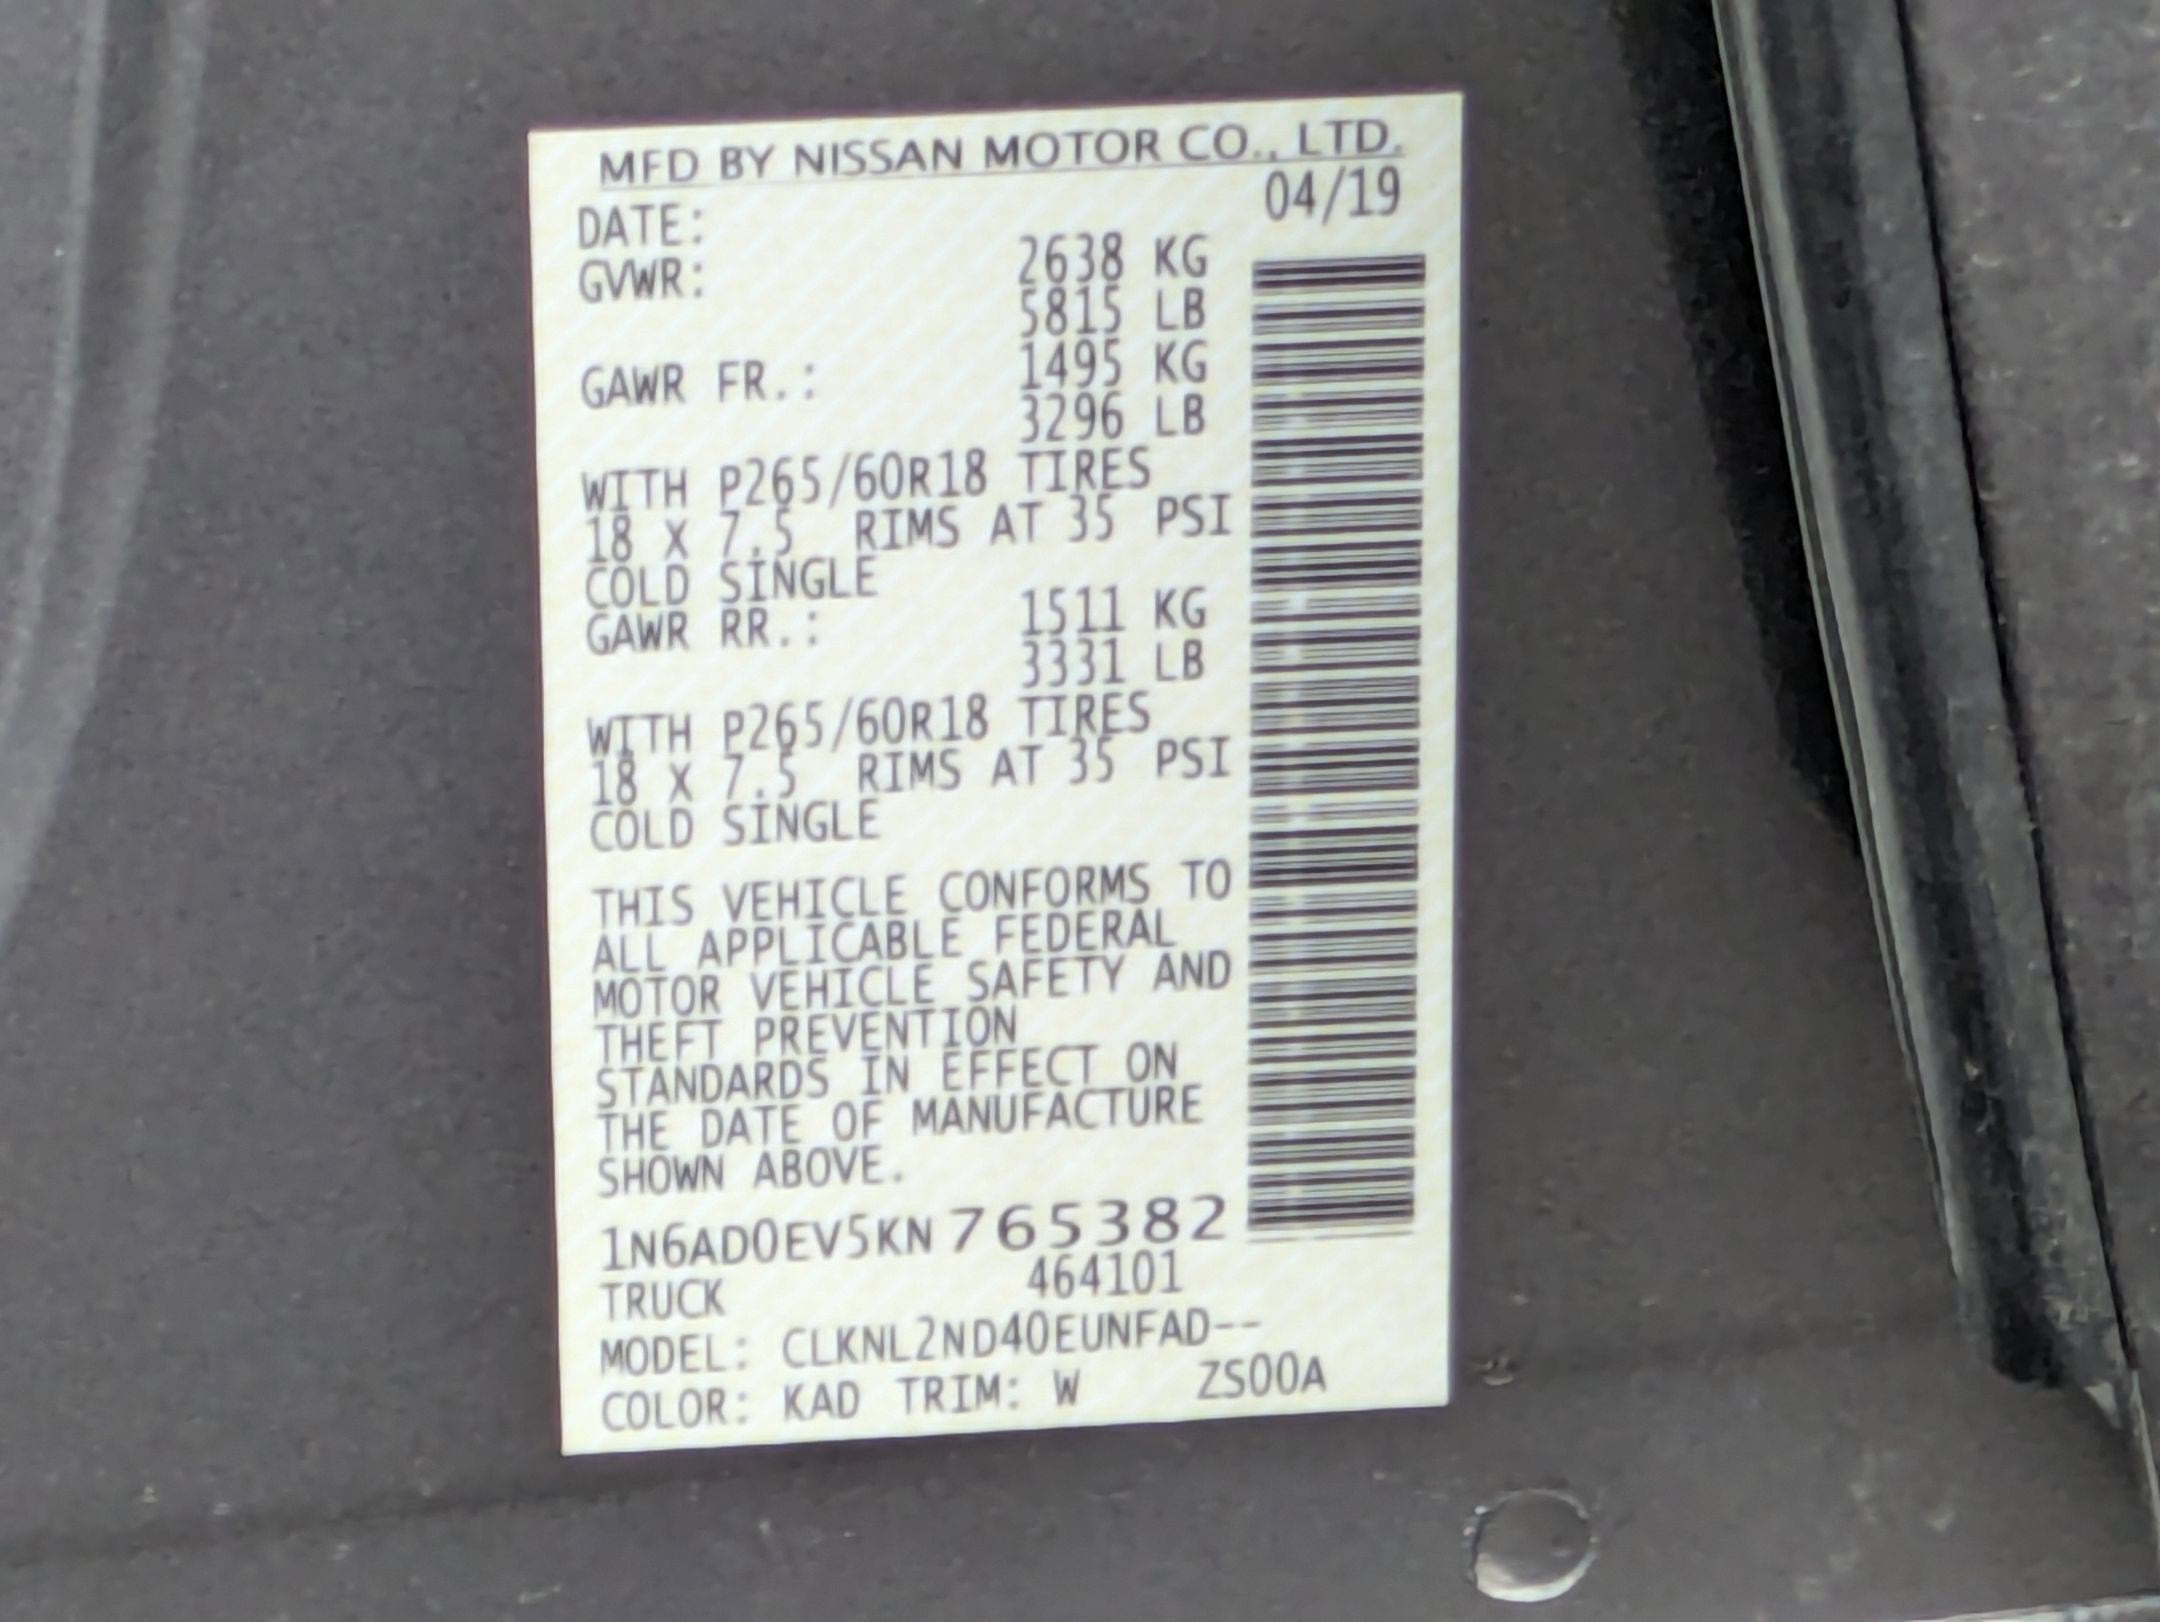 MFD BY NISSAN MOTOR CO., LTD.
DATE: 04/19
GVWR: 2638 KG
5815 LB
GAWR FR.: 1495 KG
3296 LB
WITH P265/60R18 TIRES
18 X 7.5 RIMS AT 35 PSI
COLD SINGLE
GAWR RR.: 1511 KG
3331 LB
WITH P265/60R18 TIRES
18 X 7.5 RIMS AT 35 PSI
COLD SINGLE
THIS VEHICLE CONFORMS TO
ALL APPLICABLE FEDERAL
MOTOR VEHICLE SAFETY AND
THEFT PREVENTION
STANDARDS IN EFFECT ON
THE DATE OF MANUFACTURE
SHOWN ABOVE.
1N6AD0EV5KN765382
TRUCK 464101
MODEL: CLKNL2ND40EUNFAD--
COLOR: KAD TRIM: W ZS00A